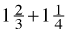 1 2/3 + 1 1/4